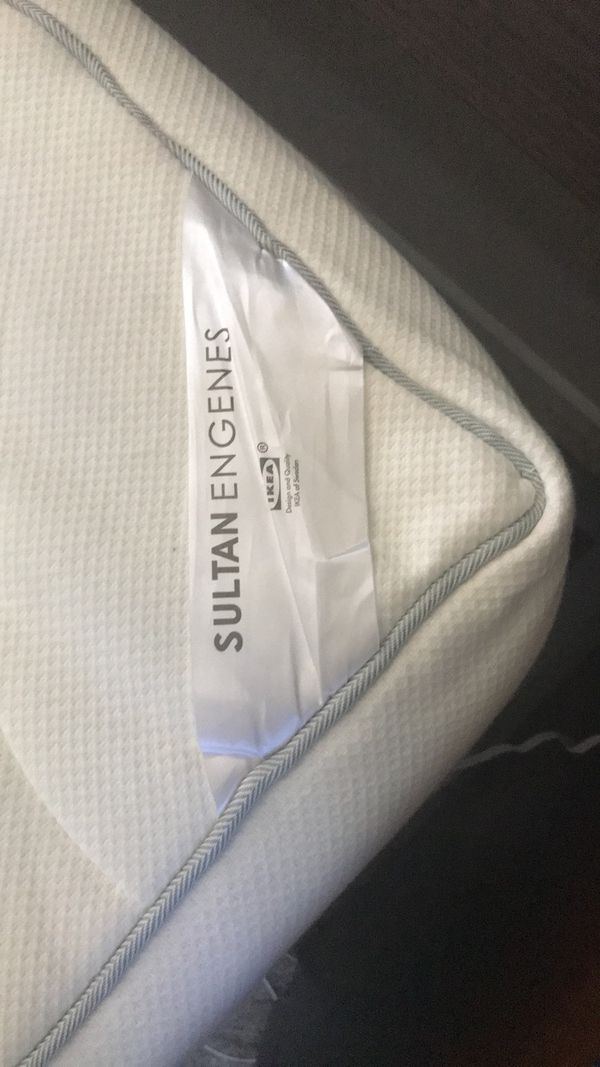 SULTAN ENGENES
IKEA®
Design and Quality
IKEA of Sweden